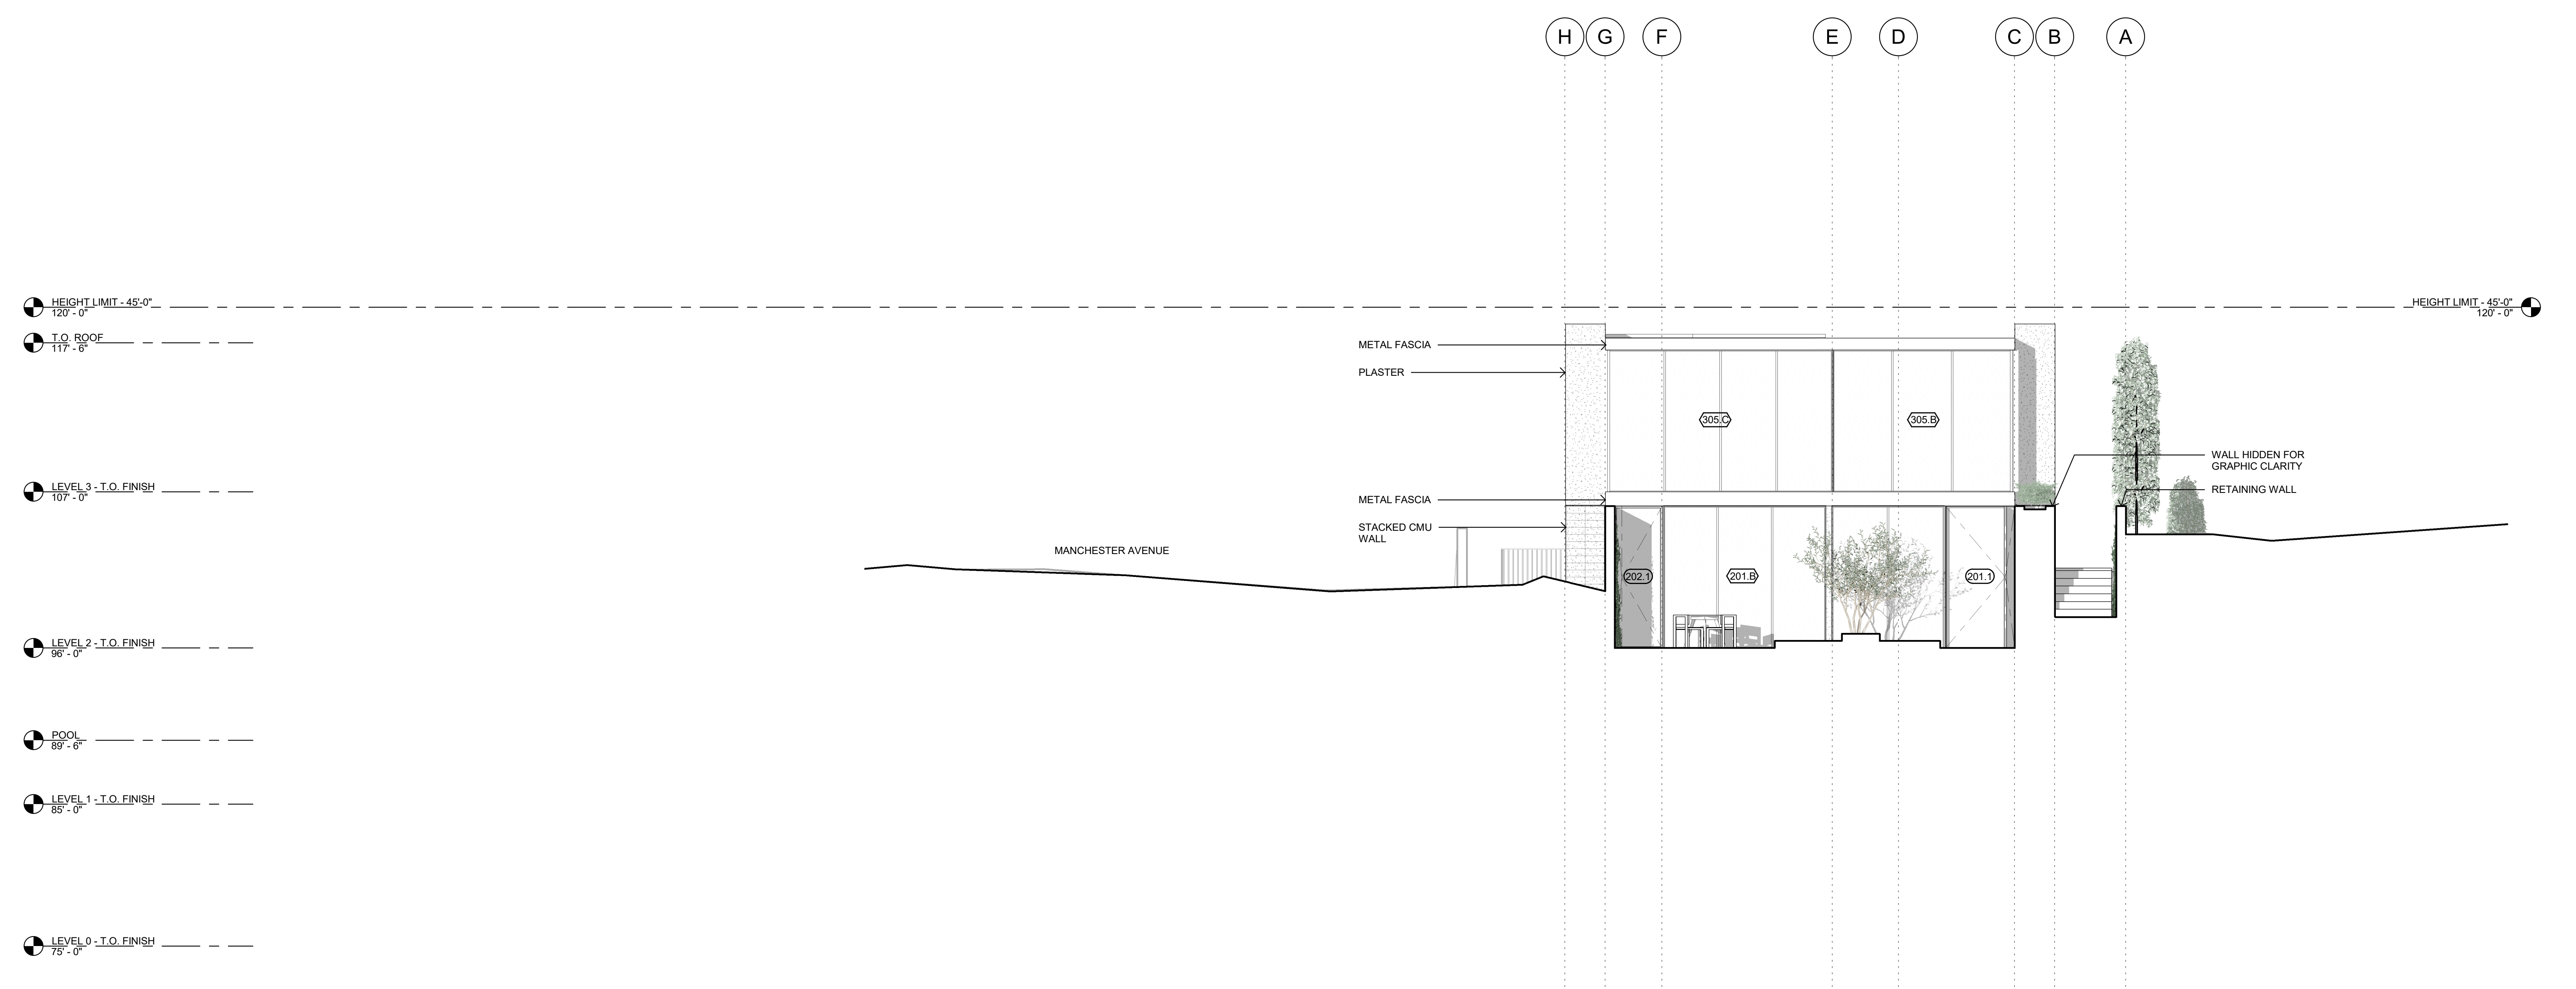 H G F E D C B A
HEIGHT LIMIT - 45'-0"
120' - 0"
HEIGHT LIMIT - 45'-0"
120' - 0"
T.O. ROOF
117' - 6"
METAL FASCIA
PLASTER
305.C
305.B
WALL HIDDEN FOR
GRAPHIC CLARITY
LEVEL 3 - T.O. FINISH
107' - 0"
METAL FASCIA
RETAINING WALL
STACKED CMU
WALL
MANCHESTER AVENUE
202.1
201.B
201.1
LEVEL 2 - T.O. FINISH
96' - 0"
POOL
89' - 6"
LEVEL 1 - T.O. FINISH
85' - 0"
LEVEL 0 - T.O. FINISH
75' - 0"